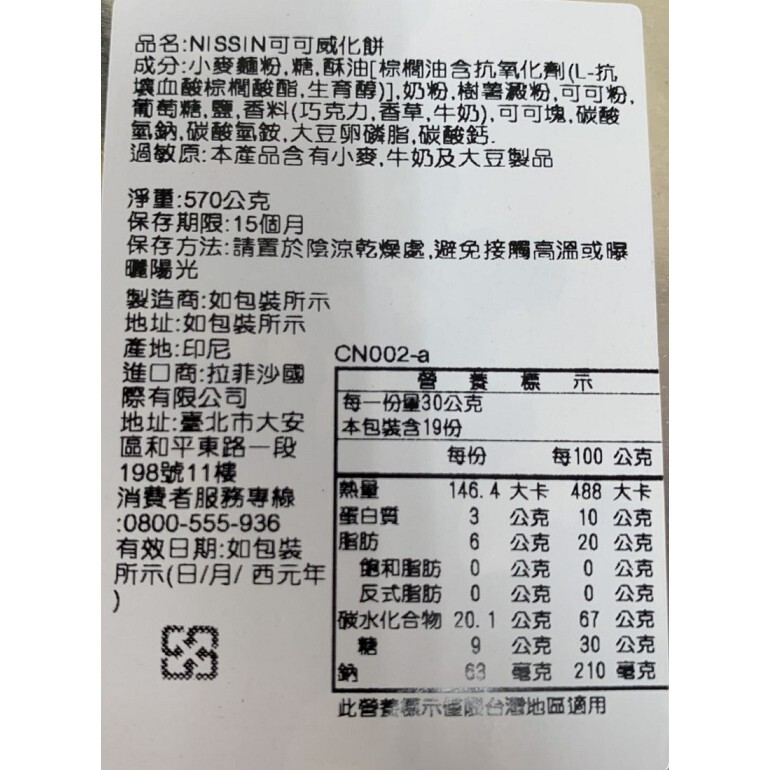 品名:NISSIN可可威化餅
成分:小麥麵粉,糖,酥油[棕櫚油含抗氧化劑(L-抗
壞血酸棕櫚酸酯,生育醇)],奶粉,樹薯澱粉,可可粉,
葡萄糖,鹽,香料(巧克力,香草,牛奶),可可塊,碳酸
氫鈉,碳酸氫銨,大豆卵磷脂,碳酸鈣.
過敏原:本產品含有小麥,牛奶及大豆製品
淨重:570公克
保存期限:15個月
保存方法:請置於陰涼乾燥處,避免接觸高溫或曝
曬陽光
製造商:如包裝所示
地址:如包裝所示
產地:印尼
進口商:拉菲沙國
際有限公司
地址:臺北市大安
區和平東路一段
198號11樓
消費者服務專線
:0800-555-936
有效日期:如包裝
所示(日/月/ 西元年
)
CN002-a
營 養 標 示
每一份量30公克
本包裝含19份
每份 每100 公克
熱量 146.4 大卡 488 大卡
蛋白質 3 公克 10 公克
脂肪 6 公克 20 公克
飽和脂肪 0 公克 0 公克
反式脂肪 0 公克 0 公克
碳水化合物 20.1 公克 67 公克
糖 9 公克 30 公克
鈉 63 毫克 210 毫克
此營養標示僅限台灣地區適用